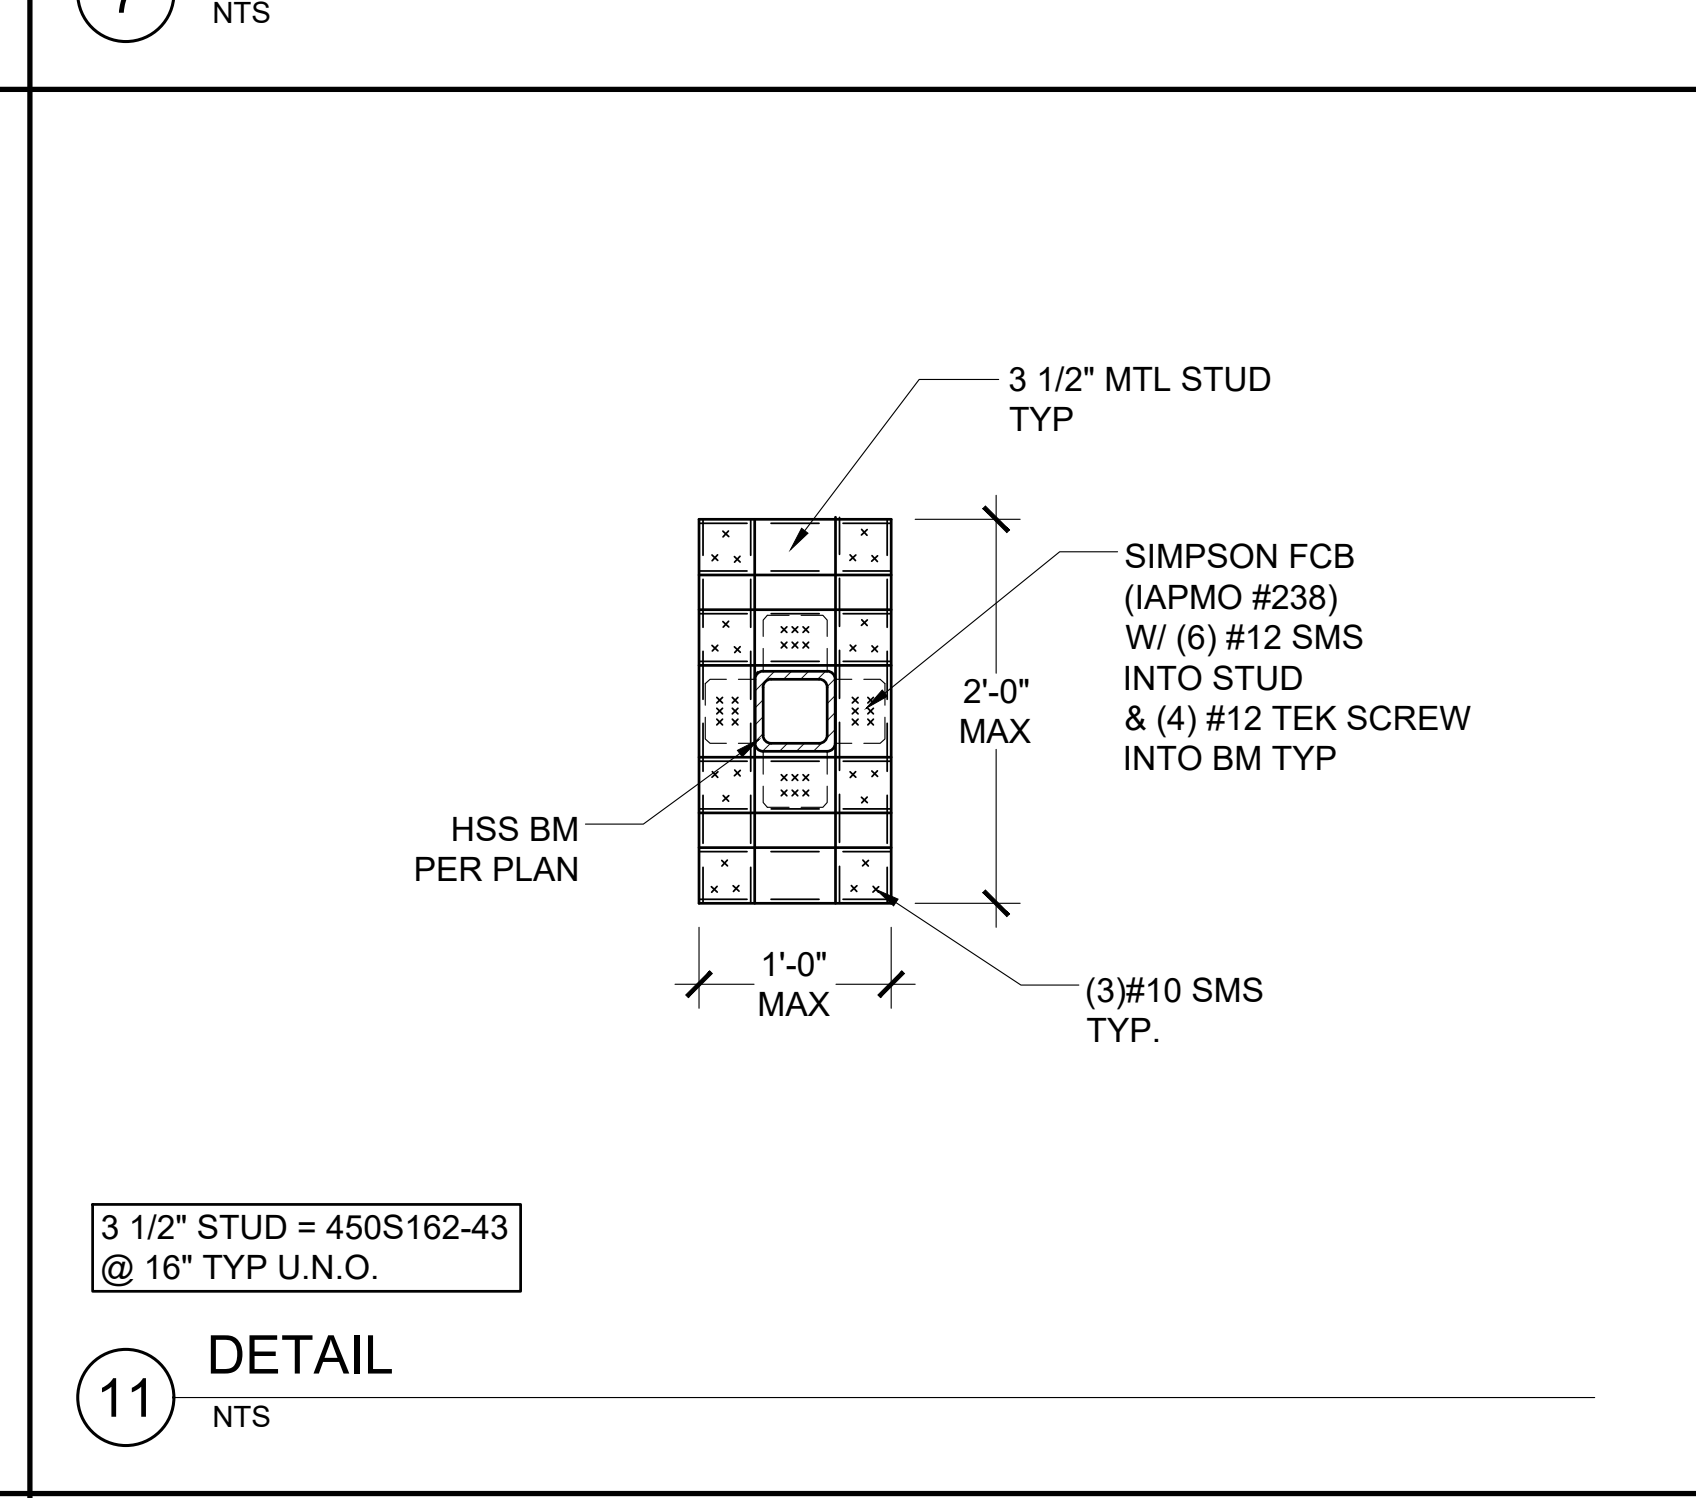 NTS
3 1/2" MTL STUD
TYP
SIMPSON FCB
(IAPMO #238)
W/ (6) #12 SMS
INTO STUD
& (4) #12 TEK SCREW
INTO BM TYP
2'-0"
MAX
HSS BM
PER PLAN
1'-0"
MAX
(3)#10 SMS
TYP.
3 1/2" STUD = 450S162-43
@ 16" TYP U.N.O.
11
DETAIL
NTS